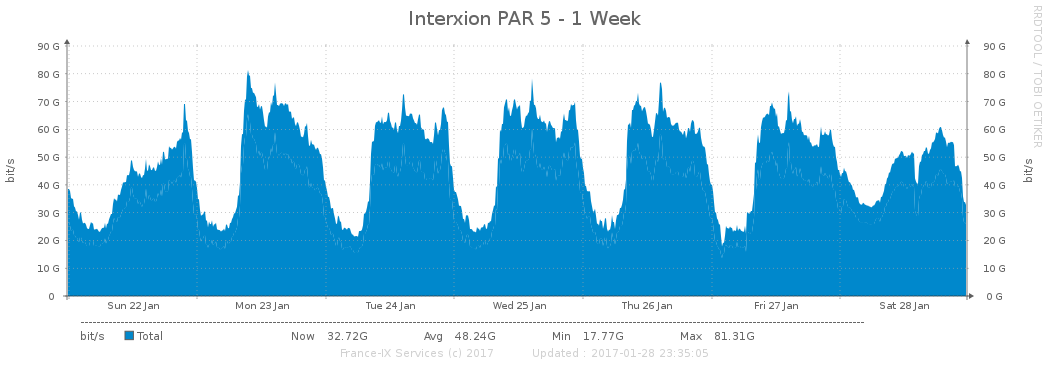 Interxion PAR 5 - 1 Week
RRDTOOL / TOBI OETIKER
90 G 90 G
80 G 80 G
70 G 70 G
60 G 60 G
50 G 50 G
bit/s bit/s
40 G 40 G
30 G 30 G
20 G 20 G
10 G 10 G
0 0 G
Sun 22 Jan Mon 23 Jan Tue 24 Jan Wed 25 Jan Thu 26 Jan Fri 27 Jan Sat 28 Jan
bit/s Total Now 32.72G Avg 48.24G Min 17.77G Max 81.31G
France-IX Services (c) 2017 Updated : 2017-01-28 23:35:05